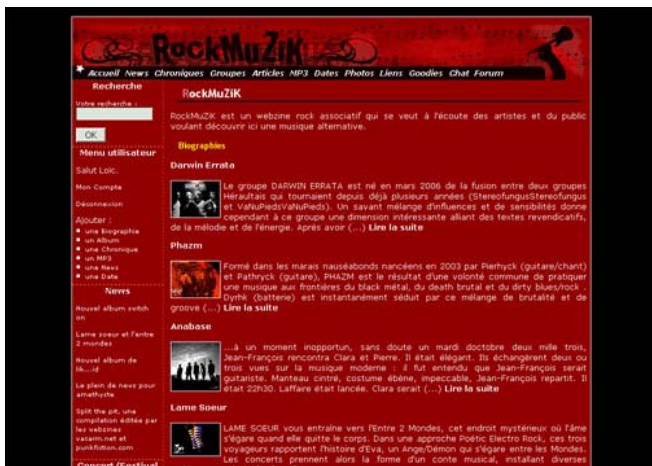 RockMuZiK
Accueil News Chroniques Groupes Articles MP3 Dates Photos Liens Goodies Chat Forum
Recherche
Votre recherche :
OK
Menu utilisateur
Salut Loïc.
Mon Compte
Déconnexion
Ajouter :
une Biographie
un Album
une Chronique
un MP3
une News
une Date
News
Nouvel album switch
on
Lame soeur et l'entre
2 mondes
Nouvel album de
lik...id
Le plein de news pour
amethyste
Split the pit, une
compilation éditée par
les webzines
vacarm.net et
punkfiction.com
Concert/Festival
RockMuZiK
RockMuZiK est un webzine rock associatif qui se veut à l'écoute des artistes et du public
voulant découvrir ici une musique alternative.
Biographies
Darwin Errata
Le groupe DARWIN ERRATA est né en mars 2006 de la fusion entre deux groupes
Héraultais qui tournaient depuis déjà plusieurs années (StereofungusStereofungus
et VaNuPiedsVaNuPieds). Un savant mélange d'influences et de sensibilités donne
cependant à ce groupe une dimension intéressante alliant des textes revendicatifs,
de la mélodie et de l'énergie. Après avor (...) Lire la suite
Phazm
Formé dans les marais nauséabonds nancéens en 2003 par Pierhyck (guitare/chant)
et Pathryck (guitare), PHAZM est le résultat d'une volonté commune de pratiquer
une musique aux frontières du black métal, du death brutal et du dirty blues/rock .
Dyrhk (batterie) est instantanément séduit par ce mélange de brutalité et de
groove (...) Lire la suite
Anabase
...à un moment inopportun, sans doute un mardi doctobre deux mille trois,
Jean-François rencontra Clara et Pierre. Il était élégant. Ils échangèrent deux ou
trois vues sur la musique moderne : il fut entendu que Jean-François serait
guitariste. Manteau cintré, costume ébène, impeccable, Jean-François repartit. Il
était 22h30. Laffaire était lancée. Clara serait (...) Lire la suite
Lame Soeur
LAME SOEUR vous entraîne vers l'Entre 2 Mondes, cet endroit mystérieux où l'âme
s'égare quand elle quitte le corps. Dans une approche Poétic Electro Rock, ces trois
voyageurs rapportent l'histoire d'Eva, un Ange/Démon qui s'égare entre les Mondes.
Les concerts prennent alors la forme d'un conte musical, installant diverses